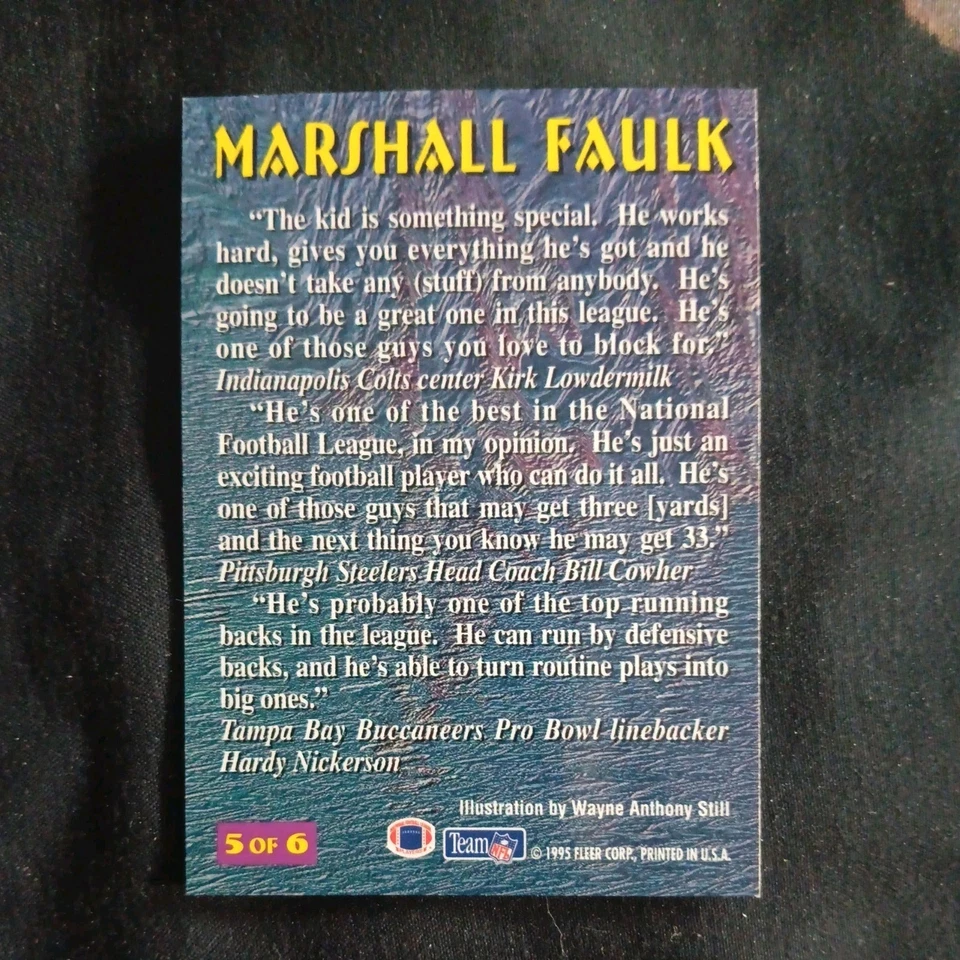 MARSHALL FAULK
“The kid is something special. He works
hard, gives you everything he’s got and he
doesn’t take any (stuff) from anybody. He’s
going to be a great one in this league. He’s
one of those guys you love to block for.”
Indianapolis Colts center Kirk Lowdermilk
“He’s one of the best in the National
Football League, in my opinion. He’s just an
exciting football player who can do it all. He’s
one of those guys that may get three [yards]
and the next thing you know he may get 33.”
Pittsburgh Steelers Head Coach Bill Cowher
“He’s probably one of the top running
backs in the league. He can run by defensive
backs, and he’s able to turn routine plays into
big ones.”
Tampa Bay Buccaneers Pro Bowl linebacker
Hardy Nickerson
Illustration by Wayne Anthony Still
5 OF 6
Team NFL
© 1995 FLEER CORP., PRINTED IN U.S.A.